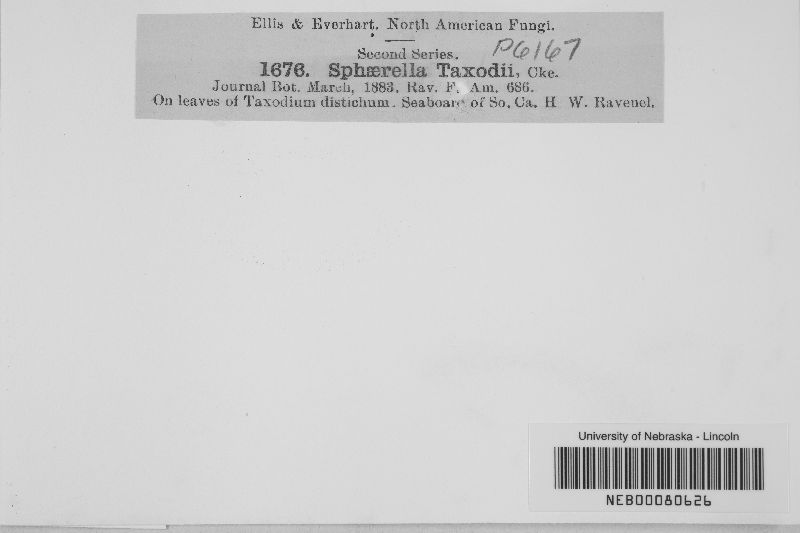 Ellis & Everhart, North American Fungi.
Second Series. P6167
1676. Sphærella Taxodii, Cke.
Journal Bot. March, 1883. Rav. F. Am. 686.
On leaves of Taxodium distichum. Seaboard of So. Ca. H W. Ravenel.
University of Nebraska - Lincoln
NEB00080626